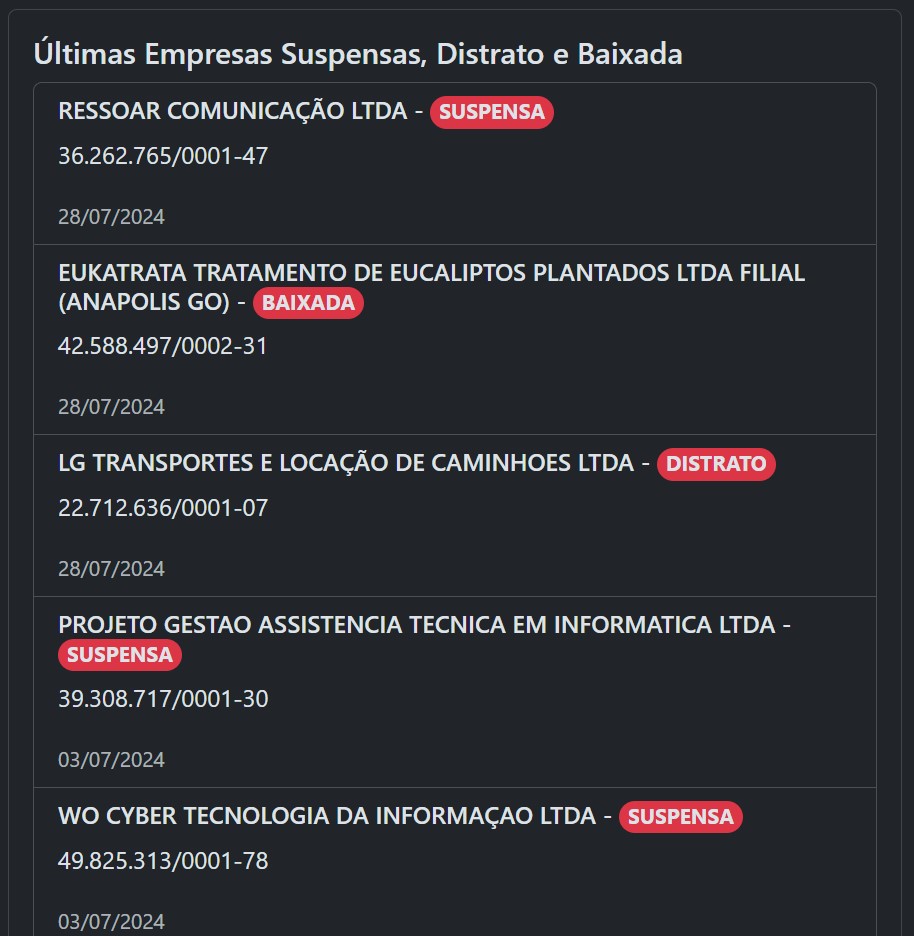 Últimas Empresas Suspensas, Distrato e Baixada
RESSOAR COMUNICAÇÃO LTDA - SUSPENSA
36.262.765/0001-47
28/07/2024
EUKATRATA TRATAMENTO DE EUCALIPTOS PLANTADOS LTDA FILIAL
(ANAPOLIS GO) - BAIXADA
42.588.497/0002-31
28/07/2024
LG TRANSPORTES E LOCAÇÃO DE CAMINHOES LTDA - DISTRATO
22.712.636/0001-07
28/07/2024
PROJETO GESTAO ASSISTENCIA TECNICA EM INFORMATICA LTDA -
SUSPENSA
39.308.717/0001-30
03/07/2024
WO CYBER TECNOLOGIA DA INFORMAÇAO LTDA - SUSPENSA
49.825.313/0001-78
03/07/2024